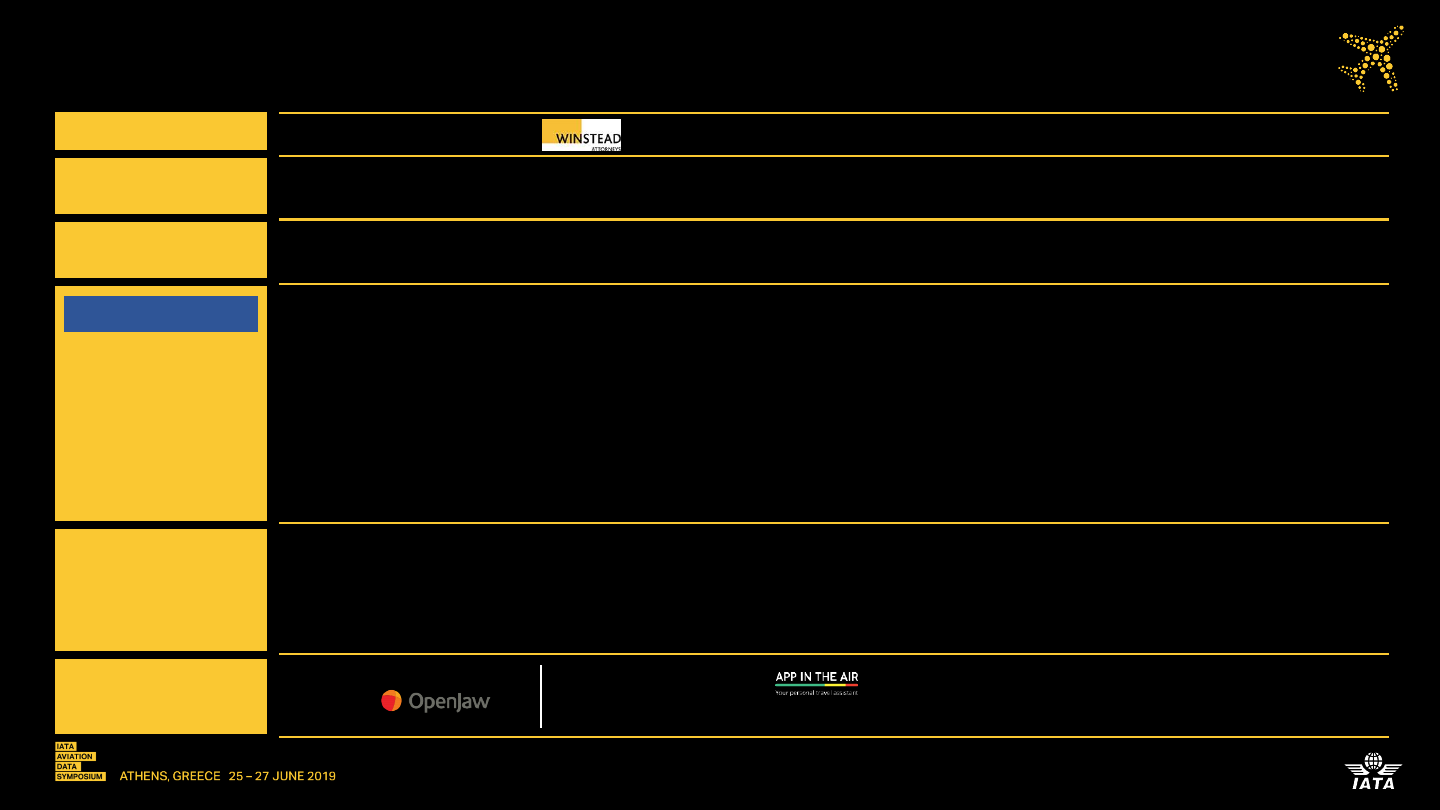 WINSTEAD
ATTORNEYS
OpenJaw
APP IN THE AIR
Your personal travel assistant
IATA
AVIATION
DATA
SYMPOSIUM
ATHENS, GREECE 25 – 27 JUNE 2019
IATA